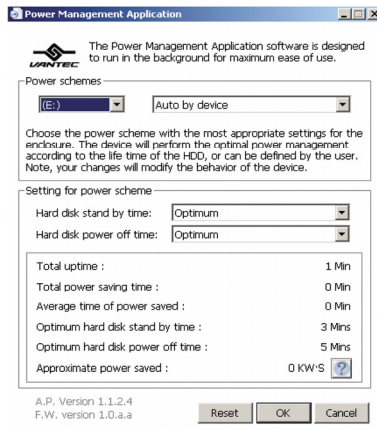 Power Management Application
The Power Management Application software is designed
to run in the background for maximum ease of use.
VANTEC
Power schemes
(E:) Auto by device
Choose the power scheme with the most appropriate settings for the
enclosure. The device will perform the optimal power management
according to the life time of the HDD, or can be defined by the user.
Note, your changes will modify the behavior of the device.
Setting for power scheme
Hard disk stand by time: Optimum
Hard disk power off time: Optimum
Total uptime : 1 Min
Total power saving time : 0 Min
Average time of power saved : 0 Min
Optimum hard disk stand by time : 3 Mins
Optimum hard disk power off time : 5 Mins
Approximate power saved : 0 KW·S ?
A.P. Version 1.1.2.4
F.W. version 1.0.a.a
Reset OK Cancel